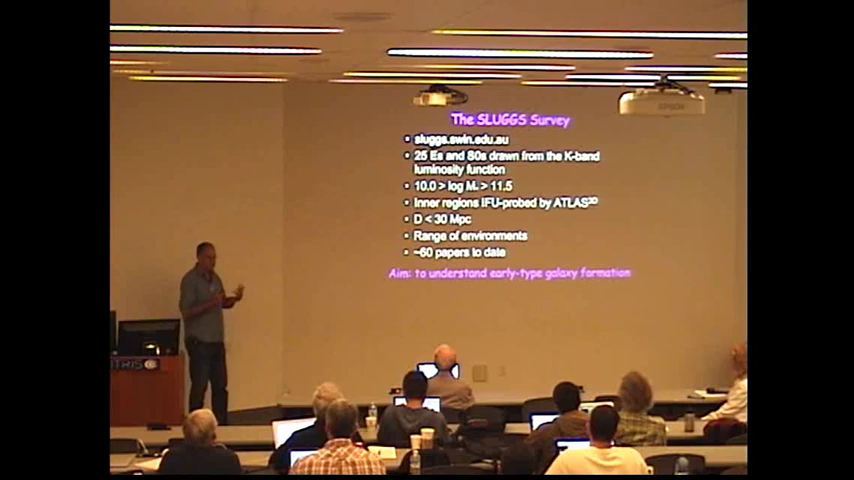 The SLUGGS Survey
• sluggs.swin.edu.au
• 25 Es and S0s drawn from the K-band
luminosity function
• 10.0 > log M* > 11.5
• Inner regions IFU-probed by ATLAS3D
• D < 30 Mpc
• Range of environments
• ~60 papers to date
Aim: to understand early-type galaxy formation
EPSON
CITRIS